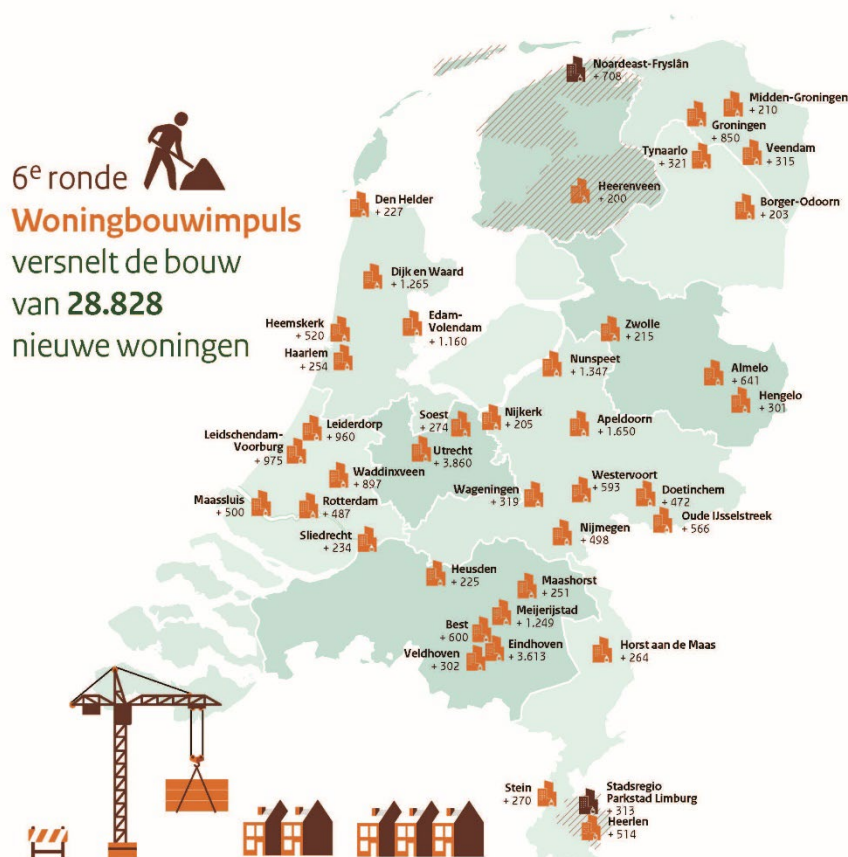 6e ronde
Woningbouwimpuls
versnelt de bouw
van 28.828
nieuwe woningen
Noardeast-Fryslân
+ 708
Midden-Groningen
+ 210
Groningen
+ 850
Tynaarlo
+ 321
Veendam
+ 315
Heerenveen
+ 200
Borger-Odoorn
+ 203
Den Helder
+ 227
Dijk en Waard
+ 1.265
Heemskerk
+ 520
Edam-
Volendam
+ 1.160
Haarlem
+ 254
Zwolle
+ 215
Nunspeet
+ 1.347
Almelo
+ 641
Hengelo
+ 301
Leiderdorp
+ 960
Soest
+ 274
Nijkerk
+ 205
Apeldoorn
+ 1.650
Leidschendam-
Voorburg
+ 975
Utrecht
+ 3.860
Waddinxveen
+ 897
Westervoort
+ 593
Wageningen
+ 319
Doetinchem
+ 472
Maassluis
+ 500
Rotterdam
+ 487
Oude IJsselstreek
+ 566
Sliedrecht
+ 234
Nijmegen
+ 498
Heusden
+ 225
Maashorst
+ 251
Meijerijstad
+ 1.249
Best
+ 600
Eindhoven
+ 3.613
Veldhoven
+ 302
Horst aan de Maas
+ 264
Stein
+ 270
Stadsregio
Parkstad Limburg
+ 313
Heerlen
+ 514